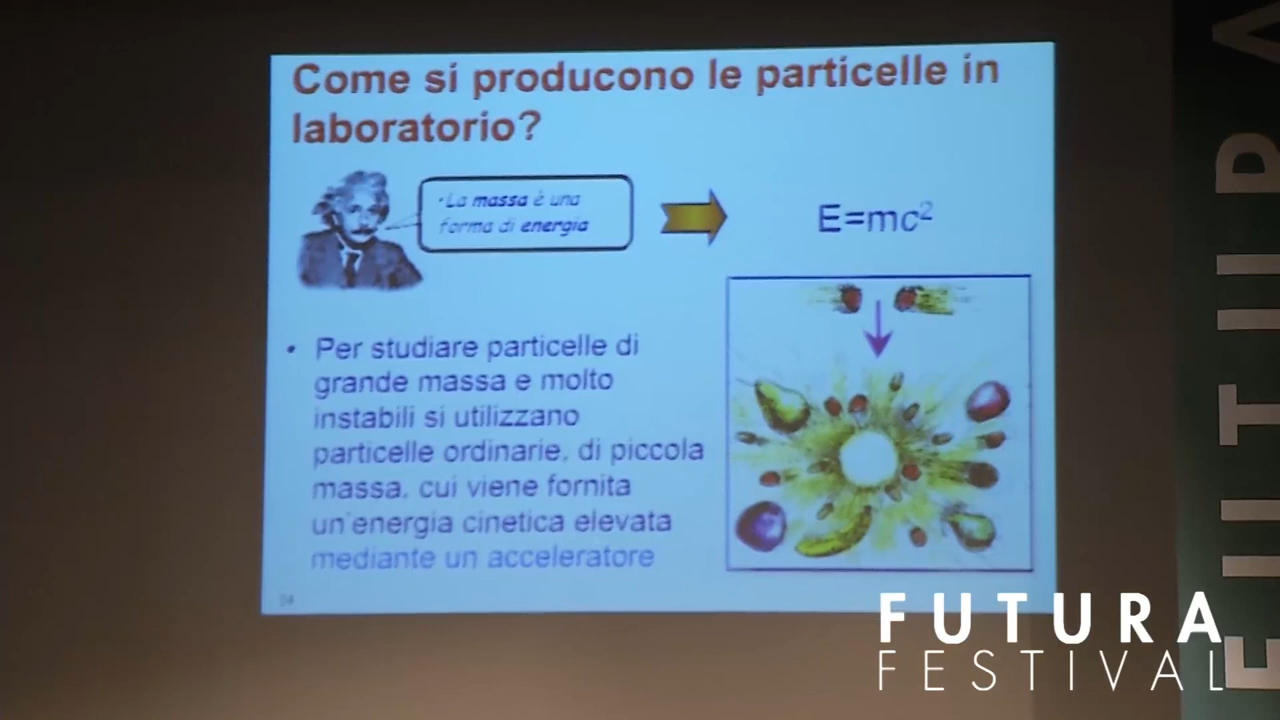 Come si producono le particelle in
laboratorio?
•La massa è una
forma di energia
E=mc²
• Per studiare particelle di
grande massa e molto
instabili si utilizzano
particelle ordinarie, di piccola
massa, cui viene fornita
un'energia cinetica elevata
mediante un acceleratore
FUTURA
FESTIVAL